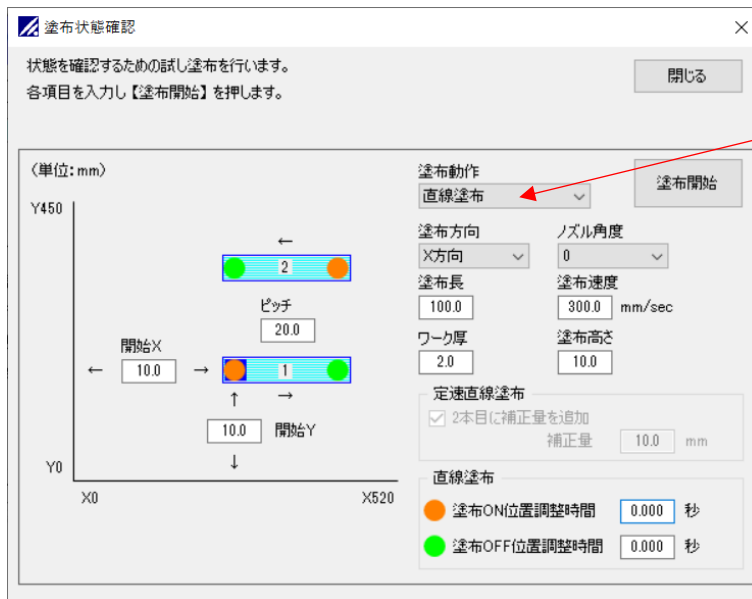 塗布状態確認
状態を確認するための試し塗布を行います。
各項目を入力し【塗布開始】を押します。
閉じる
（単位：mm）
Y450
←
2
ピッチ
20.0
開始X
← 10.0 →
1
↑ →
10.0 開始Y
↓
Y0
X0 X520
塗布動作
直線塗布
塗布開始
塗布方向 ノズル角度
X方向 0
塗布長 塗布速度
100.0 300.0 mm/sec
ワーク厚 塗布高さ
2.0 10.0
定速直線塗布
2本目に補正量を追加
補正量 10.0 mm
直線塗布
塗布ON位置調整時間 0.000 秒
塗布OFF位置調整時間 0.000 秒